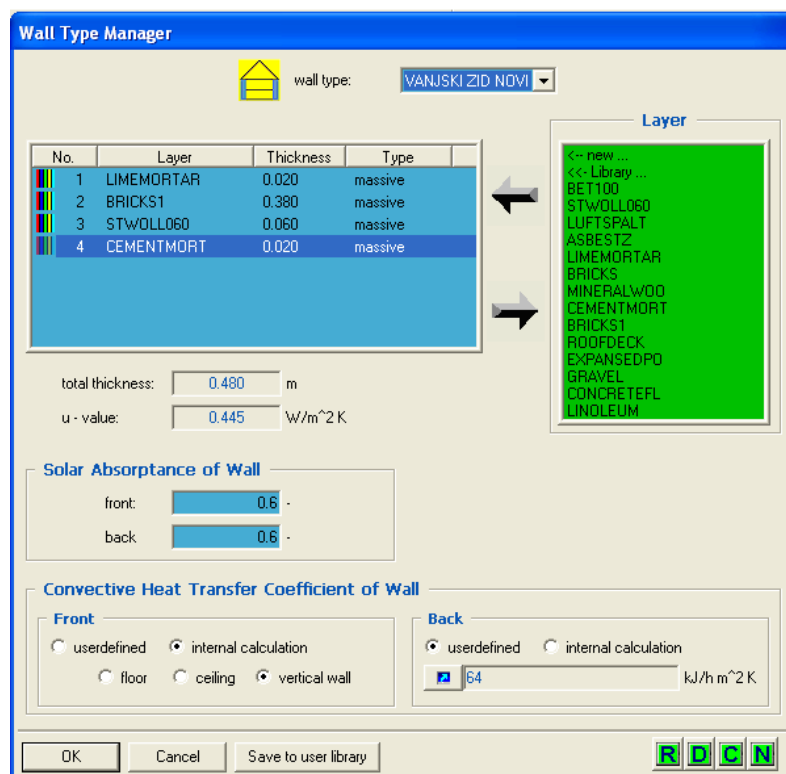 Wall Type Manager
wall type: VANJSKI ZID NOVI
Layer
No. Layer Thickness Type
1 LIMEMORTAR 0.020 massive
2 BRICKS1 0.380 massive
3 STWOLL060 0.060 massive
4 CEMENTMORT 0.020 massive
<-- new ...
<<- Library ...
BET100
STWOLL060
LUFTSPALT
ASBESTZ
LIMEMORTAR
BRICKS
MINERALWOO
CEMENTMORT
BRICKS1
ROOFDECK
EXPANSEDPO
GRAVEL
CONCRETEFL
LINOLEUM
total thickness: 0.480 m
u - value: 0.445 W/m^2 K
Solar Absorptance of Wall
front: 0.6 -
back 0.6 -
Convective Heat Transfer Coefficient of Wall
Front
userdefined internal calculation
floor ceiling vertical wall
Back
userdefined internal calculation
64 kJ/h m^2 K
OK Cancel Save to user library R D C N